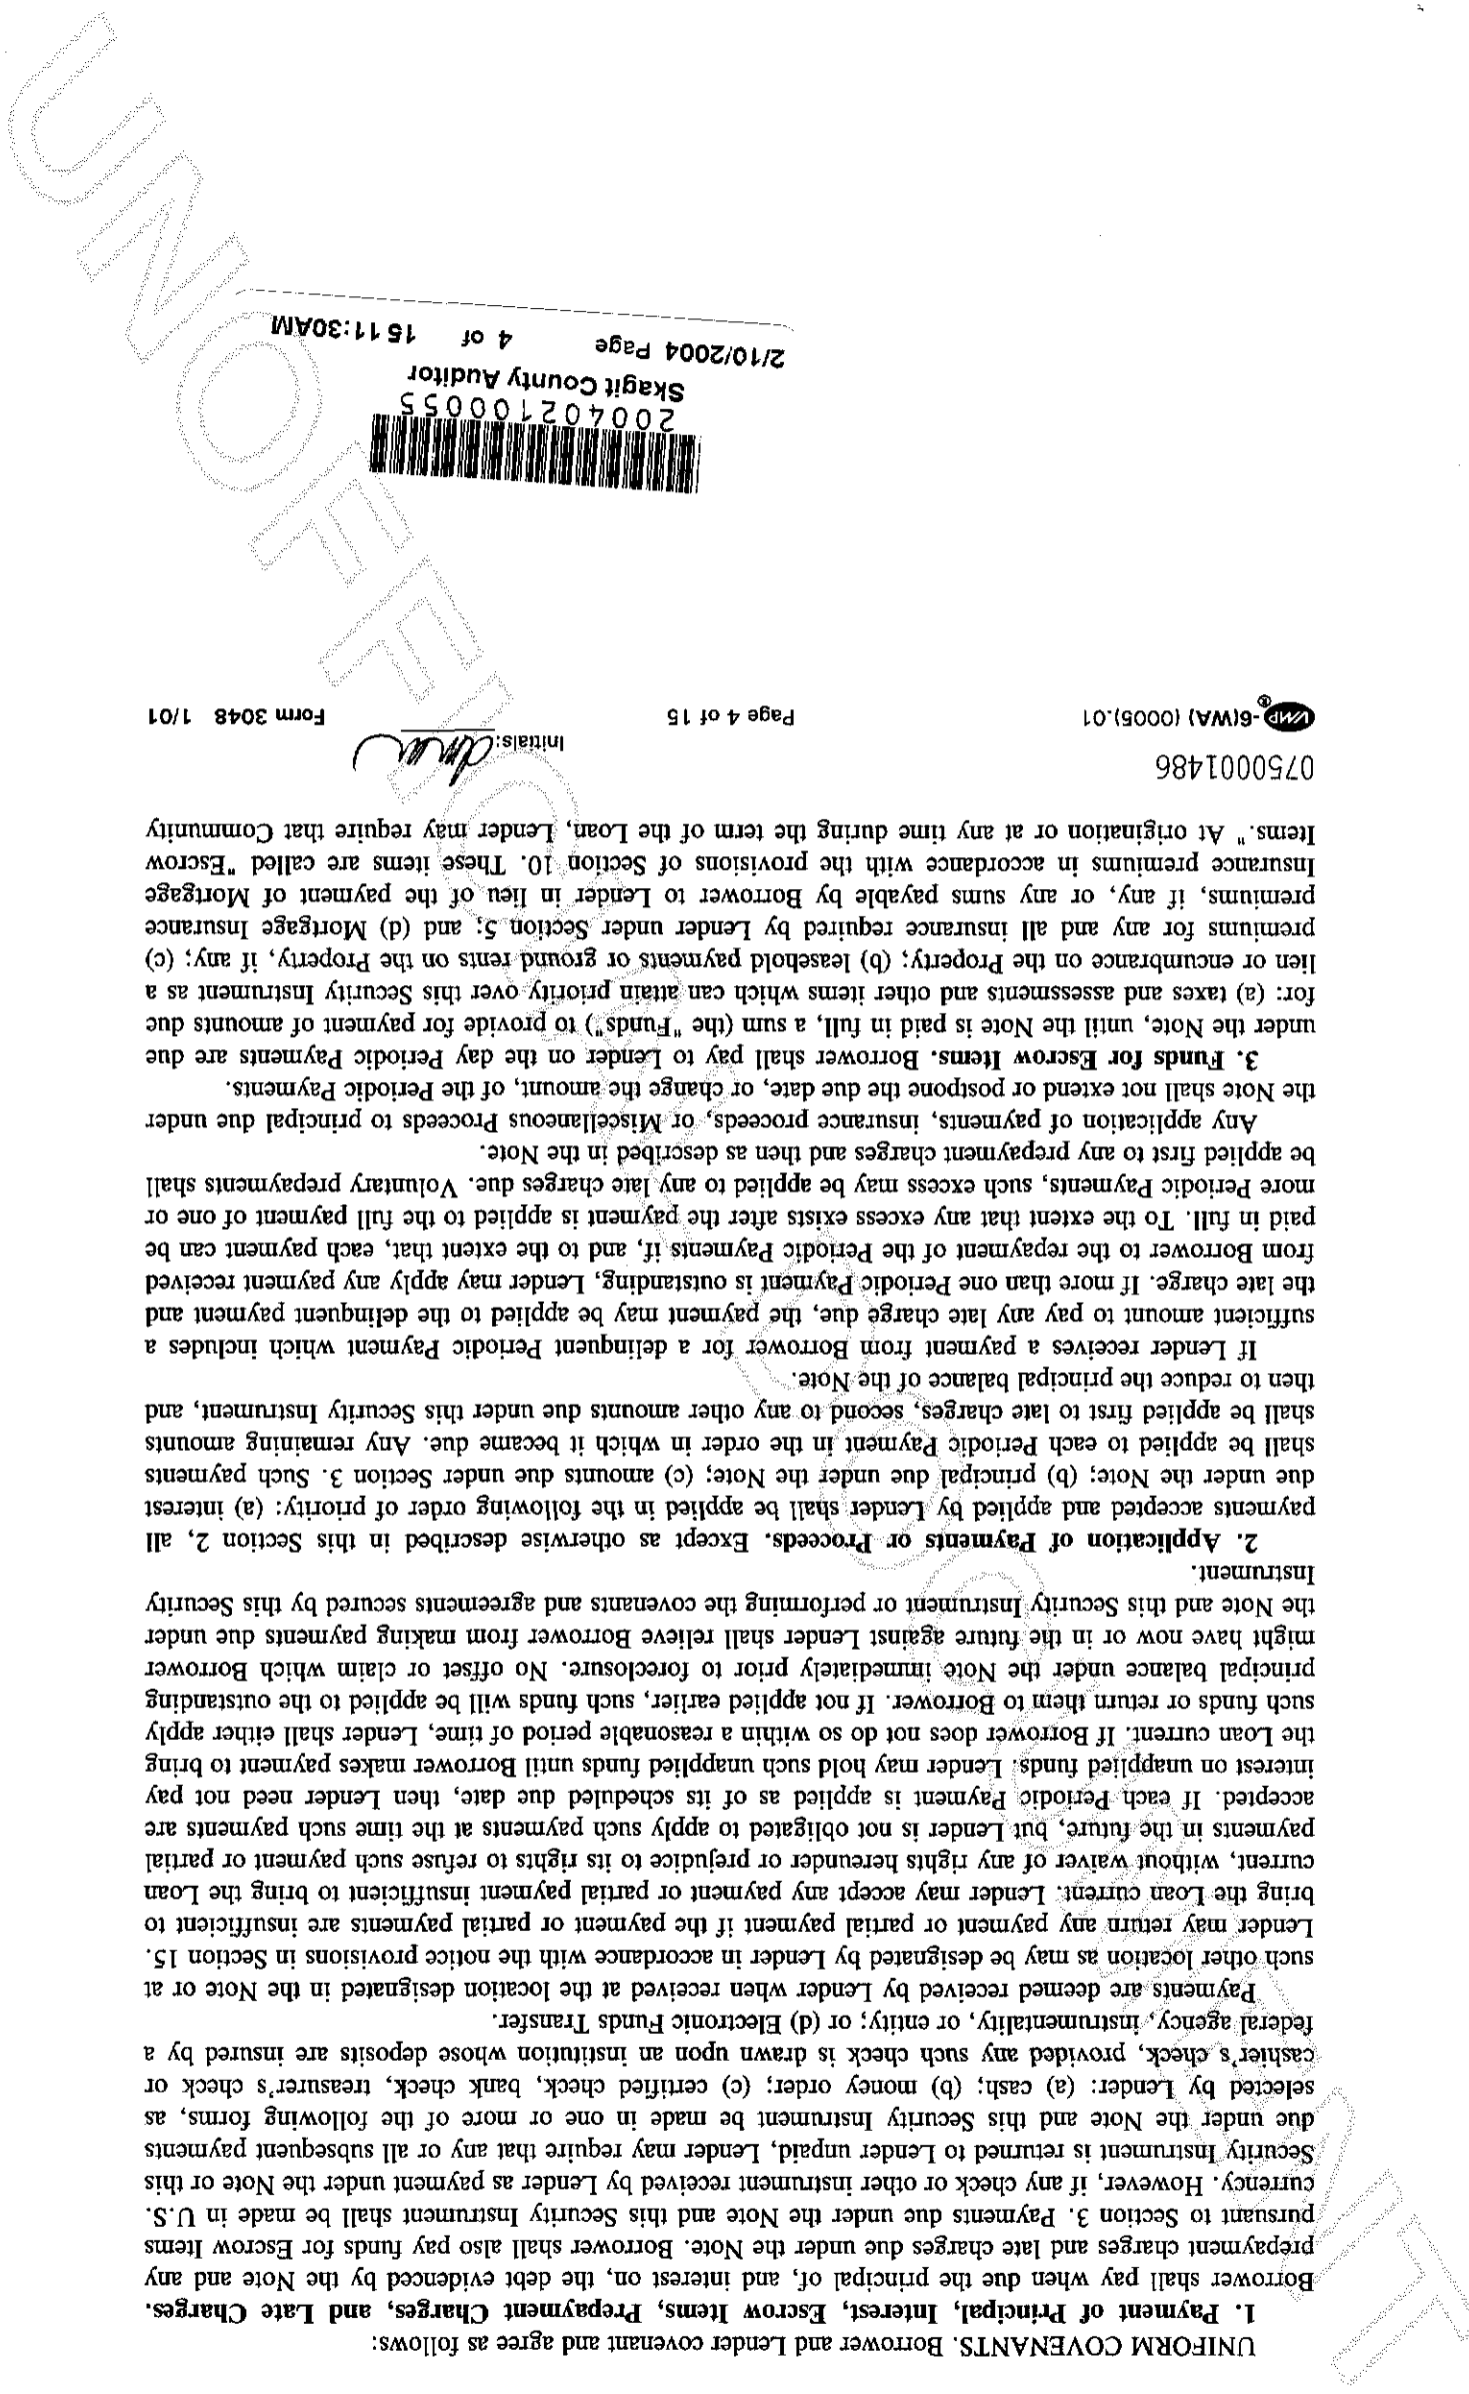 UNIFORM COVENANTS. Borrower and Lender covenant and agree as follows:
1. Payment of Principal, Interest, Escrow Items, Prepayment Charges, and Late Charges.
Borrower shall pay when due the principal of, and interest on, the debt evidenced by the Note and any
prepayment charges and late charges due under the Note. Borrower shall also pay funds for Escrow Items
pursuant to Section 3. Payments due under the Note and this Security Instrument shall be made in U.S.
currency. However, if any check or other instrument received by Lender as payment under the Note or this
Security Instrument is returned to Lender unpaid, Lender may require that any or all subsequent payments
due under the Note and this Security Instrument be made in one or more of the following forms, as
selected by Lender: (a) cash; (b) money order; (c) certified check, bank check, treasurer's check or
cashier's check, provided any such check is drawn upon an institution whose deposits are insured by a
federal agency, instrumentality, or entity; or (d) Electronic Funds Transfer.
Payments are deemed received by Lender when received at the location designated in the Note or at
such other location as may be designated by Lender in accordance with the notice provisions in Section 15.
Lender may return any payment or partial payment if the payment or partial payments are insufficient to
bring the Loan current. Lender may accept any payment or partial payment insufficient to bring the Loan
current, without waiver of any rights hereunder or prejudice to its rights to refuse such payment or partial
payments in the future, but Lender is not obligated to apply such payments at the time such payments are
accepted. If each Periodic Payment is applied as of its scheduled due date, then Lender need not pay
interest on unapplied funds. Lender may hold such unapplied funds until Borrower makes payment to bring
the Loan current. If Borrower does not do so within a reasonable period of time, Lender shall either apply
such funds or return them to Borrower. If not applied earlier, such funds will be applied to the outstanding
principal balance under the Note immediately prior to foreclosure. No offset or claim which Borrower
might have now or in the future against Lender shall relieve Borrower from making payments due under
the Note and this Security Instrument or performing the covenants and agreements secured by this Security
Instrument.
2. Application of Payments or Proceeds. Except as otherwise described in this Section 2, all
payments accepted and applied by Lender shall be applied in the following order of priority: (a) interest
due under the Note; (b) principal due under the Note; (c) amounts due under Section 3. Such payments
shall be applied to each Periodic Payment in the order in which it became due. Any remaining amounts
shall be applied first to late charges, second to any other amounts due under this Security Instrument, and
then to reduce the principal balance of the Note.
If Lender receives a payment from Borrower for a delinquent Periodic Payment which includes a
sufficient amount to pay any late charge due, the payment may be applied to the delinquent payment and
the late charge. If more than one Periodic Payment is outstanding, Lender may apply any payment received
from Borrower to the repayment of the Periodic Payments if, and to the extent that, each payment can be
paid in full. To the extent that any excess exists after the payment is applied to the full payment of one or
more Periodic Payments, such excess may be applied to any late charges due. Voluntary prepayments shall
be applied first to any prepayment charges and then as described in the Note.
Any application of payments, insurance proceeds, or Miscellaneous Proceeds to principal due under
the Note shall not extend or postpone the due date, or change the amount, of the Periodic Payments.
3. Funds for Escrow Items. Borrower shall pay to Lender on the day Periodic Payments are due
under the Note, until the Note is paid in full, a sum (the "Funds") to provide for payment of amounts due
for: (a) taxes and assessments and other items which can attain priority over this Security Instrument as a
lien or encumbrance on the Property; (b) leasehold payments or ground rents on the Property, if any; (c)
premiums for any and all insurance required by Lender under Section 5; and (d) Mortgage Insurance
premiums, if any, or any sums payable by Borrower to Lender in lieu of the payment of Mortgage
Insurance premiums in accordance with the provisions of Section 10. These items are called "Escrow
Items." At origination or at any time during the term of the Loan, Lender may require that Community
0750001486
Initials:
VMP®-6(WA) (0005).01 Page 4 of 15 Form 3048 1/01
200402100055
Skagit County Auditor
2/10/2004 Page 4 of 15 11:30AM
UNOFFICIAL DOCUMENT